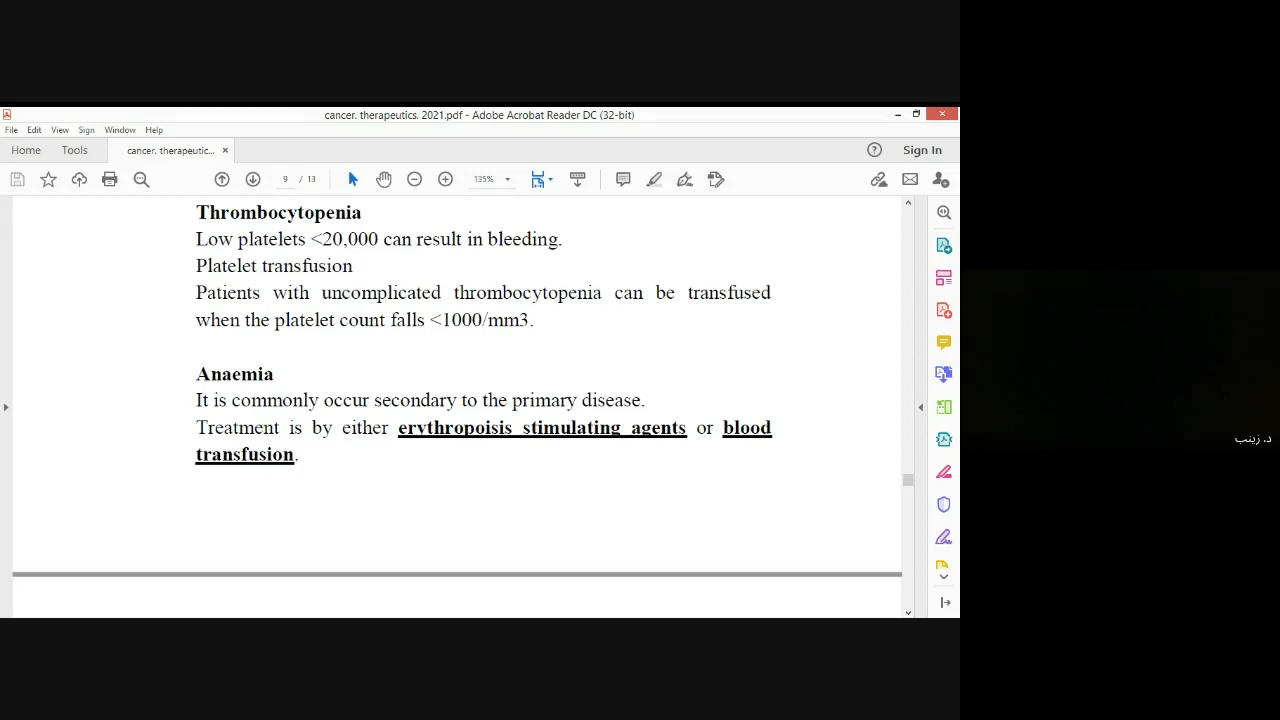 cancer. therapeutics. 2021.pdf - Adobe Acrobat Reader DC (32-bit)
File Edit View Sign Window Help
Home Tools cancer. therapeutic... × Sign In
9 / 13 135%
Thrombocytopenia
Low platelets <20,000 can result in bleeding.
Platelet transfusion
Patients with uncomplicated thrombocytopenia can be transfused
when the platelet count falls <1000/mm3.
Anaemia
It is commonly occur secondary to the primary disease.
Treatment is by either erythropoisis stimulating agents or blood
transfusion.
د. زينب